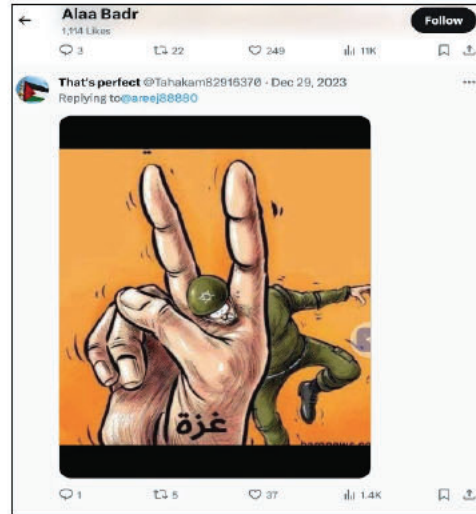 Alaa Badr
1,114 Likes
Follow
3 22 249 11K
That's perfect @Tahakam82916370 · Dec 29, 2023
Replying to @areej88880
غزة
1 5 37 1.4K